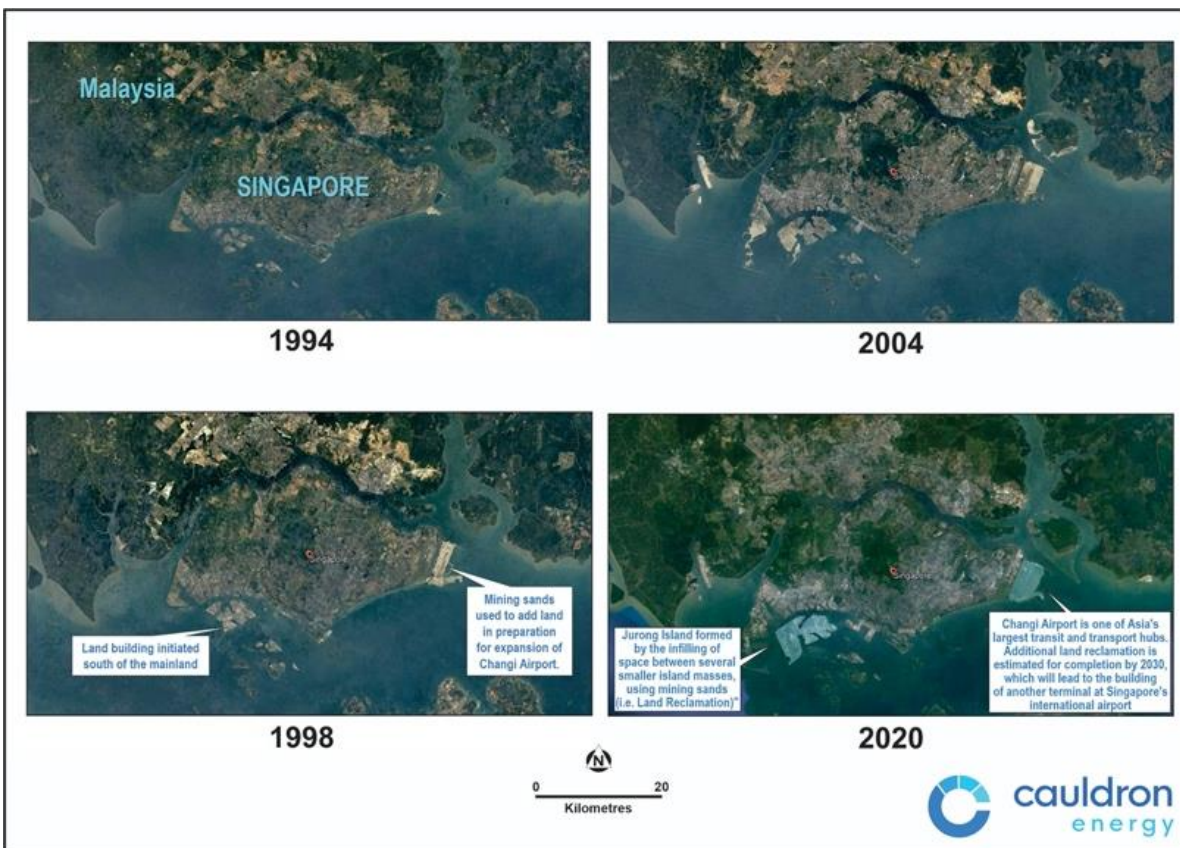 Malaysia
SINGAPORE
1994
Singapore
2004
Singapore
Land building initiated
south of the mainland
Mining sands
used to add land
in preparation
for expansion of
Changi Airport.
1998
Singapore
Jurong Island formed
by the infilling of
space between several
smaller island masses,
using mining sands
(i.e. Land Reclamation)"
Changi Airport is one of Asia's
largest transit and transport hubs.
Additional land reclamation is
estimated for completion by 2030,
which will lead to the building
of another terminal at Singapore's
international airport
2020
N
0 20
Kilometres
cauldron
energy